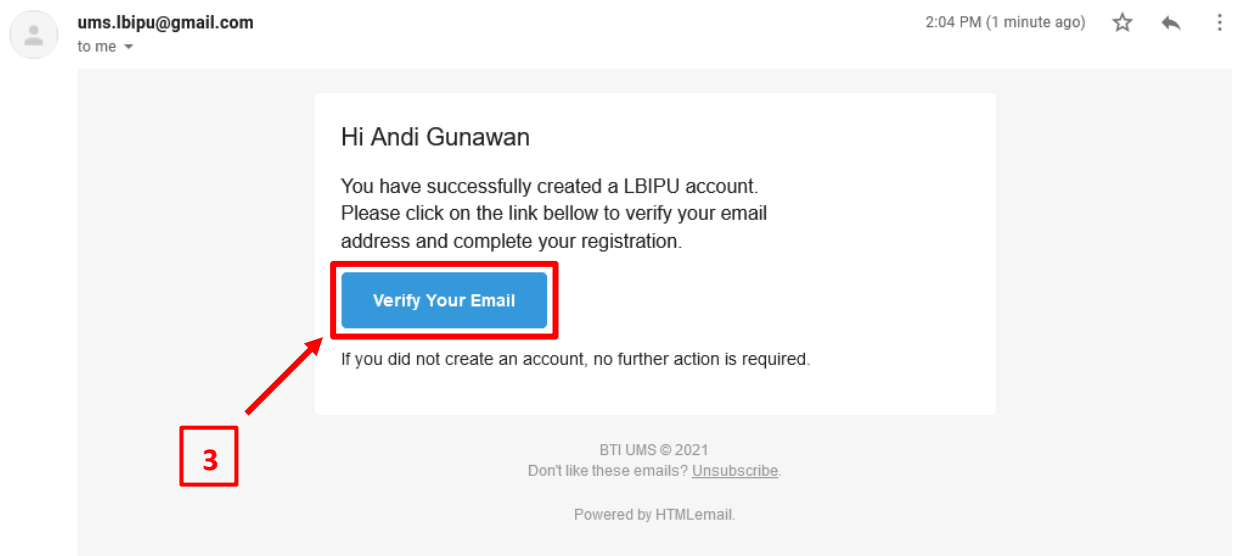 ums.lbipu@gmail.com
2:04 PM (1 minute ago)
to me
Hi Andi Gunawan
You have successfully created a LBIPU account.
Please click on the link bellow to verify your email
address and complete your registration.
Verify Your Email
If you did not create an account, no further action is required.
3
BTI UMS © 2021
Don't like these emails? Unsubscribe.
Powered by HTMLemail.